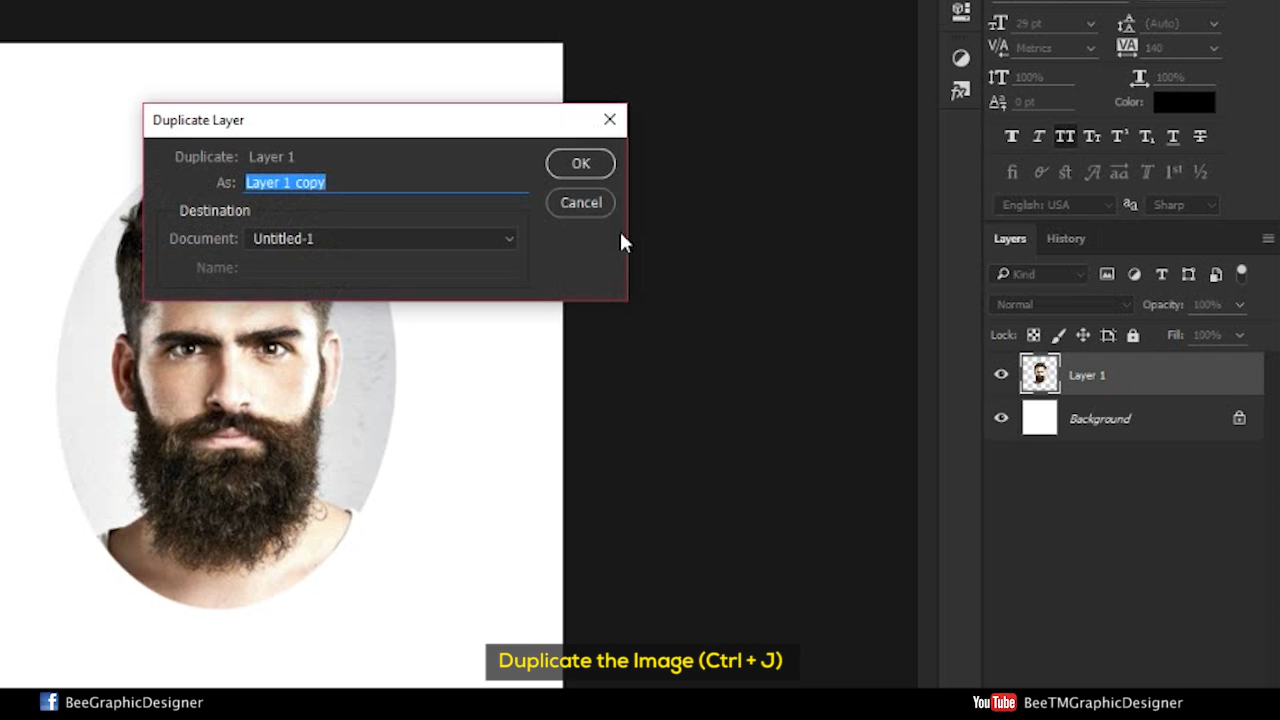 Duplicate Layer
Duplicate: Layer 1
As: Layer 1 copy
Destination
Document: Untitled-1
Name:
OK
Cancel
29 pt
(Auto)
Metrics
140
100%
100%
0 pt
Color:
English: USA
Sharp
Layers
History
Kind
Normal
Opacity: 100%
Lock:
Fill: 100%
Layer 1
Background
Duplicate the Image (Ctrl + J)
BeeGraphicDesigner
YouTube BeeTMGraphicDesigner